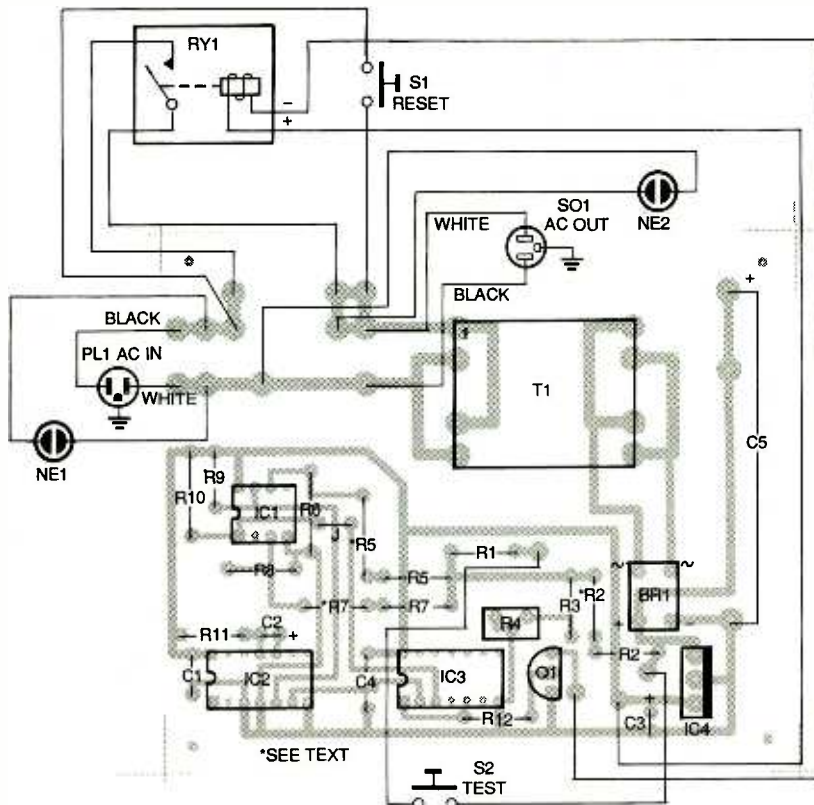 RY1
S1
RESET
−
+
SO1
AC OUT
NE2
WHITE
BLACK
+
BLACK
PL1 AC IN
WHITE
NE1
1
T1
C5
R9
R10
IC1
R6
J
*R5
R8
R1
R5
*R7
R7
R3
*R2
~
~
BR1
+
−
R11
C2
+
R4
R2
C1
IC2
C4
IC3
Q1
R12
+
C3
IC4
*SEE TEXT
S2
TEST